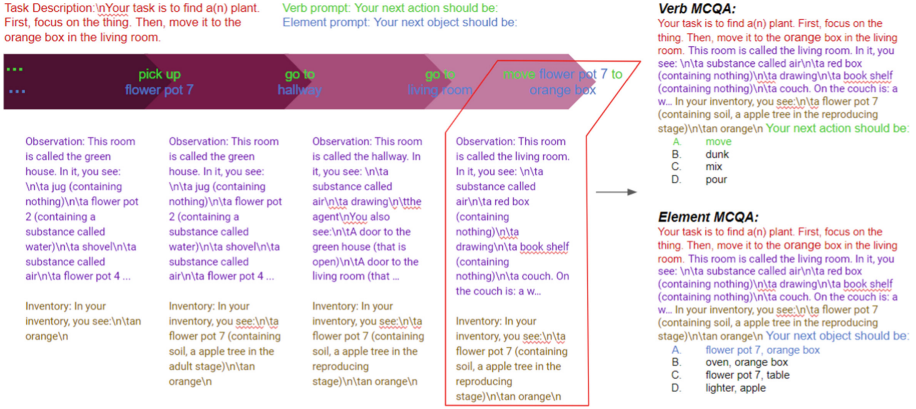 Task Description:\nYour task is to find a(n) plant.
First, focus on the thing. Then, move it to the
orange box in the living room.
Verb prompt: Your next action should be:
Element prompt: Your next object should be:
...
...
pick up
flower pot 7
go to
hallway
go to
living room
move flower pot 7 to
orange box
Observation: This room
is called the green
house. In it, you see:
\n\ta jug (containing
nothing)\n\ta flower pot
2 (containing a
substance called
water)\n\ta shovel\n\ta
substance called
air\n\ta flower pot 4 ...
Inventory: In your
inventory, you see:\n\tan
orange\n
Observation: This room
is called the green
house. In it, you see:
\n\ta jug (containing
nothing)\n\ta flower pot
2 (containing a
substance called
water)\n\ta shovel\n\ta
substance called
air\n\ta flower pot 4 ...
Inventory: In your
inventory, you see:\n\ta
flower pot 7 (containing
soil, a apple tree in the
adult stage)\n\tan
orange\n
Observation: This room
is called the hallway. In
it, you see: \n\ta
substance called
air\n\ta drawing\n\tthe
agent\nYou also
see:\n\tA door to the
green house (that is
open)\n\tA door to the
living room (that ...
Inventory: In your
inventory, you see:\n\ta
flower pot 7 (containing
soil, a apple tree in the
reproducing
stage)\n\tan orange\n
Observation: This room
is called the living room.
In it, you see: \n\ta
substance called
air\n\ta red box
(containing
nothing)\n\ta
drawing\n\ta book shelf
(containing
nothing)\n\ta couch. On
the couch is: a w...
Inventory: In your
inventory, you see:\n\ta
flower pot 7 (containing
soil, a apple tree in the
reproducing
stage)\n\tan orange\n
Verb MCQA:
Your task is to find a(n) plant. First, focus on the
thing. Then, move it to the orange box in the living
room. This room is called the living room. In it, you
see: \n\ta substance called air\n\ta red box
(containing nothing)\n\ta drawing\n\ta book shelf
(containing nothing)\n\ta couch. On the couch is: a
w... In your inventory, you see:\n\ta flower pot 7
(containing soil, a apple tree in the reproducing
stage)\n\tan orange\n Your next action should be:
A. move
B. dunk
C. mix
D. pour
Element MCQA:
Your task is to find a(n) plant. First, focus on the
thing. Then, move it to the orange box in the living
room. This room is called the living room. In it, you
see: \n\ta substance called air\n\ta red box
(containing nothing)\n\ta drawing\n\ta book shelf
(containing nothing)\n\ta couch. On the couch is: a
w... In your inventory, you see:\n\ta flower pot 7
(containing soil, a apple tree in the reproducing
stage)\n\tan orange\n Your next object should be:
A. flower pot 7, orange box
B. oven, orange box
C. flower pot 7, table
D. lighter, apple